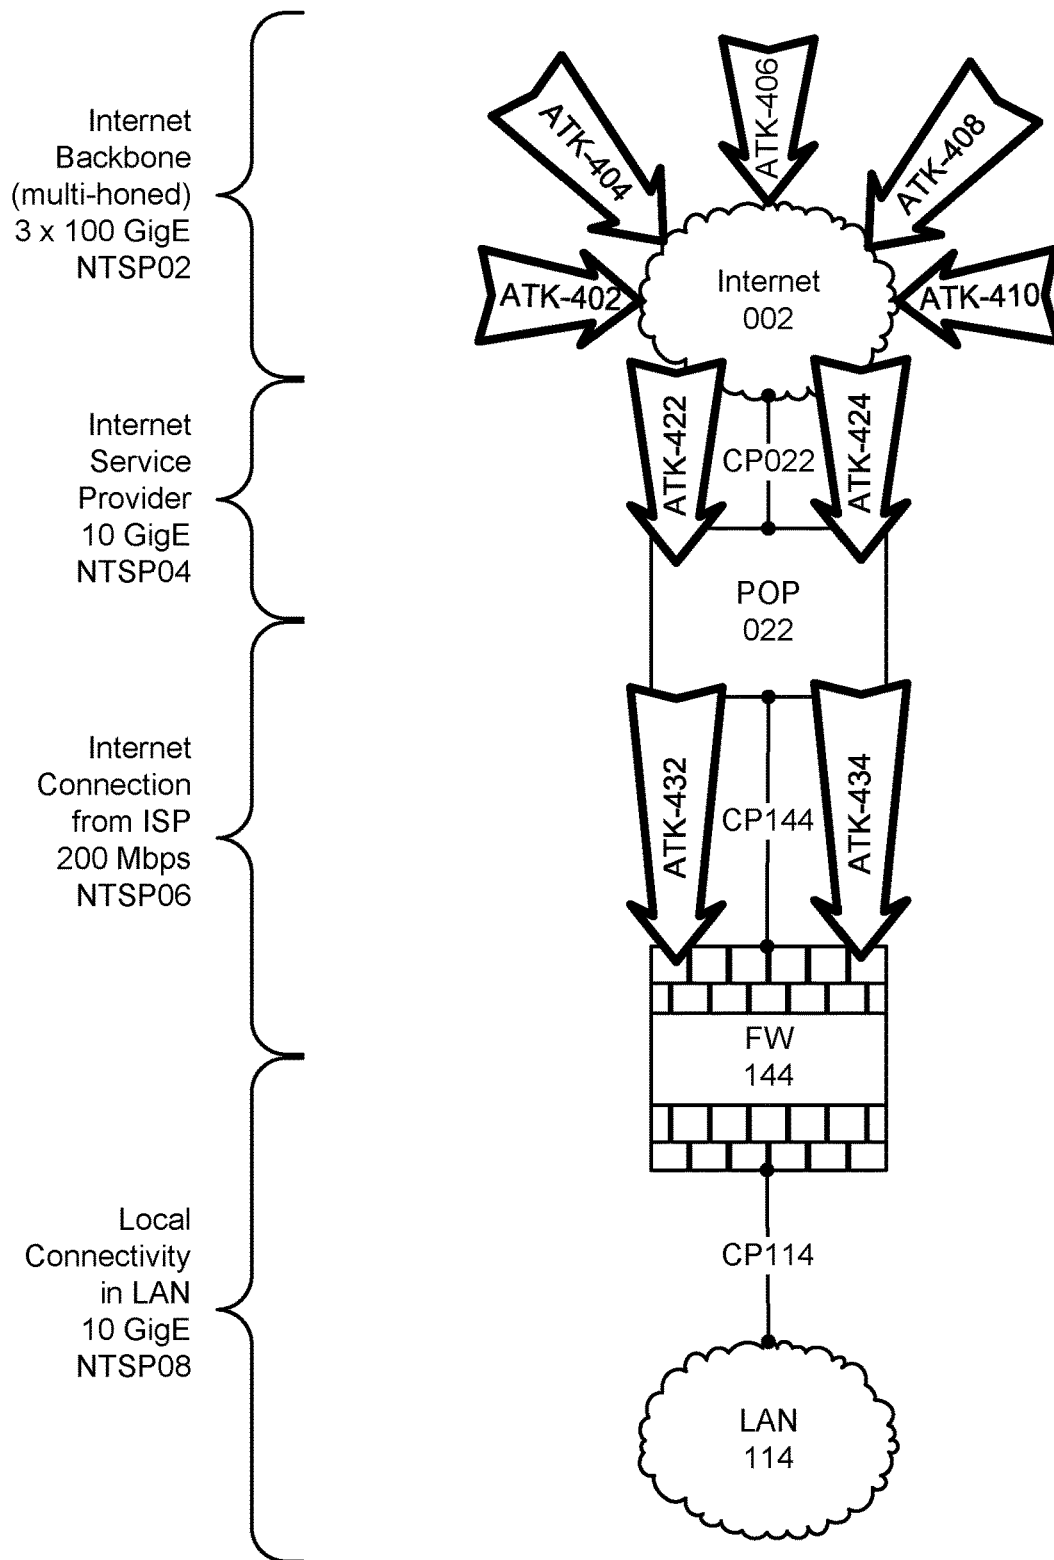 Internet
Backbone
(multi-honed)
3 x 100 GigE
NTSP02
ATK-402
ATK-404
ATK-406
ATK-408
ATK-410
Internet
002
Internet
Service
Provider
10 GigE
NTSP04
ATK-422
CP022
ATK-424
POP
022
Internet
Connection
from ISP
200 Mbps
NTSP06
ATK-432
CP144
ATK-434
FW
144
Local
Connectivity
in LAN
10 GigE
NTSP08
CP114
LAN
114